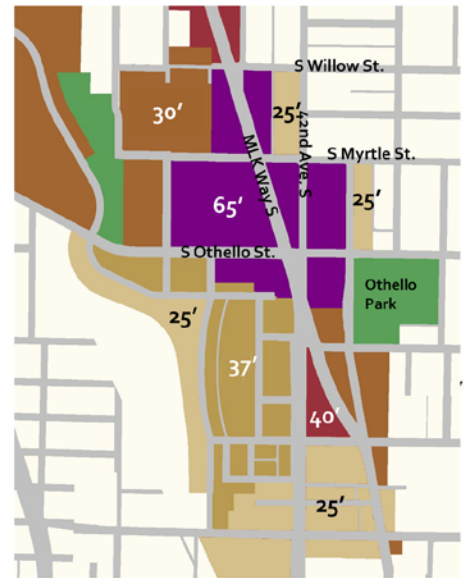 S Willow St.
30'
25'
42nd Ave. S
MLK Way S
S Myrtle St.
65'
25'
S Othello St.
Othello
Park
25'
37'
40'
25'